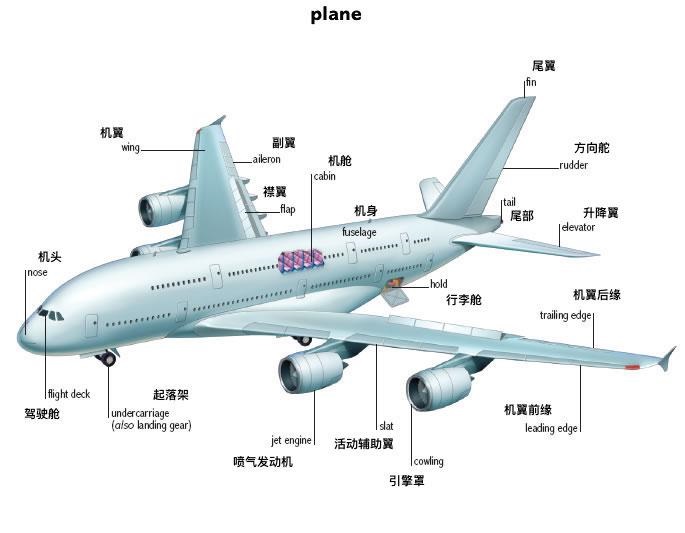 plane
尾翼
fin
机翼
wing
副翼
aileron
方向舵
rudder
机舱
cabin
襟翼
flap
机身
fuselage
tail
尾部
升降翼
elevator
机头
nose
hold
行李舱
机翼后缘
trailing edge
flight deck
驾驶舱
起落架
undercarriage
(also landing gear)
机翼前缘
leading edge
slat
活动辅助翼
jet engine
喷气发动机
cowling
引擎罩